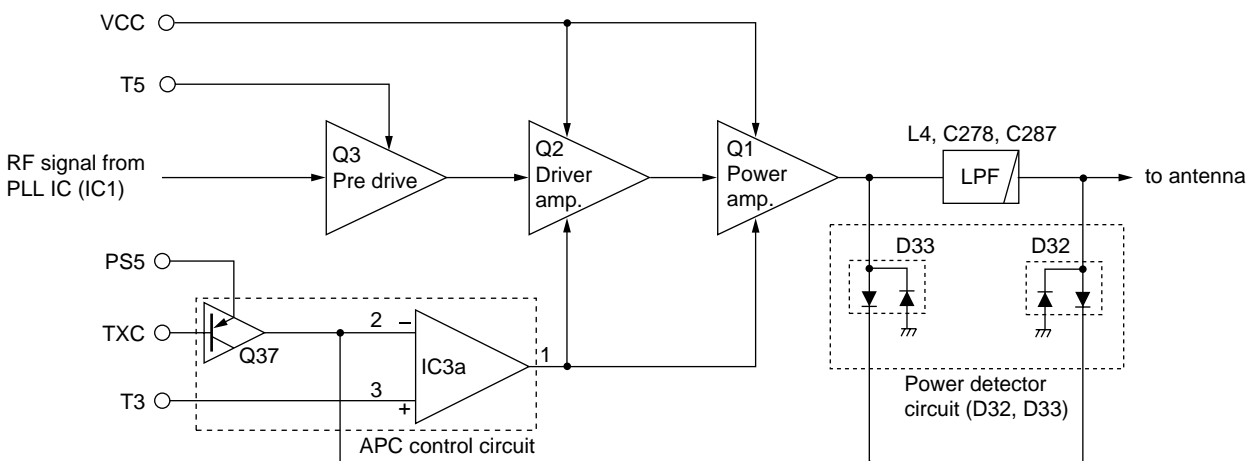 VCC
T5
L4, C278, C287
RF signal from
PLL IC (IC1)
Q3
Pre drive
Q2
Driver
amp.
Q1
Power
amp.
LPF
to antenna
D33
D32
PS5
TXC
Q37
2
–
IC3a
1
T3
3
+
APC control circuit
Power detector
circuit (D32, D33)